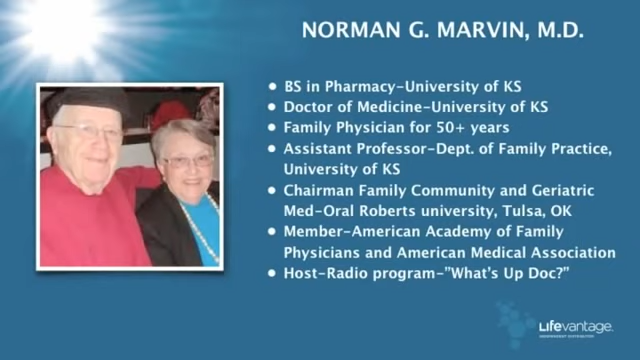 NORMAN G. MARVIN, M.D.
• BS in Pharmacy-University of KS
• Doctor of Medicine-University of KS
• Family Physician for 50+ years
• Assistant Professor-Dept. of Family Practice,
University of KS
• Chairman Family Community and Geriatric
Med-Oral Roberts university, Tulsa, OK
• Member-American Academy of Family
Physicians and American Medical Association
• Host-Radio program-"What's Up Doc?"
Lifevantage.
INDEPENDENT DISTRIBUTOR